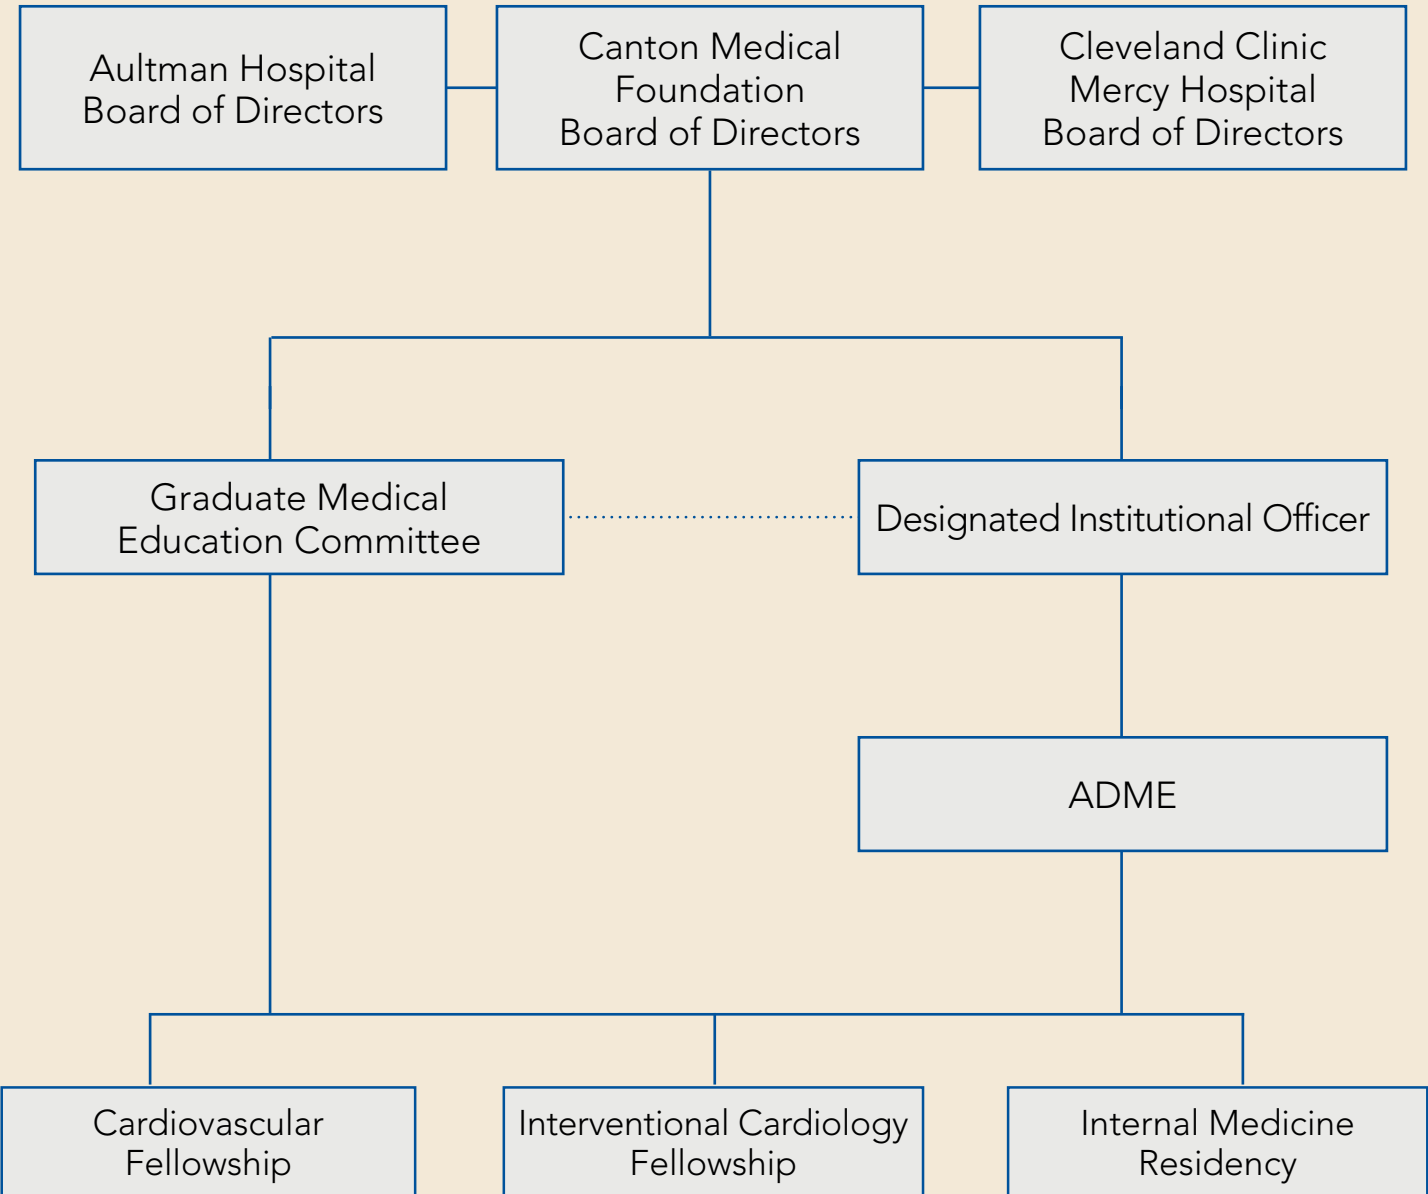 Aultman Hospital
Board of Directors
Canton Medical
Foundation
Board of Directors
Cleveland Clinic
Mercy Hospital
Board of Directors
Graduate Medical
Education Committee
Designated Institutional Officer
ADME
Cardiovascular
Fellowship
Interventional Cardiology
Fellowship
Internal Medicine
Residency